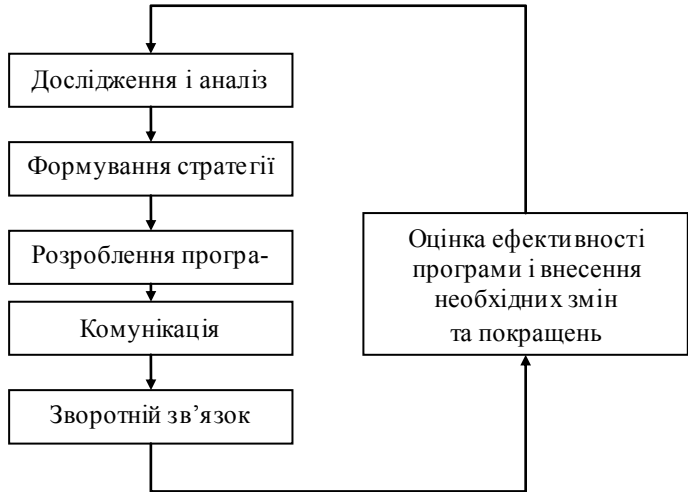 Дослідження і аналіз
Формування стратегії
Розроблення програ-
Комунікація
Зворотній зв’язок
Оцінка ефективності
програми і внесення
необхідних змін
та покращень